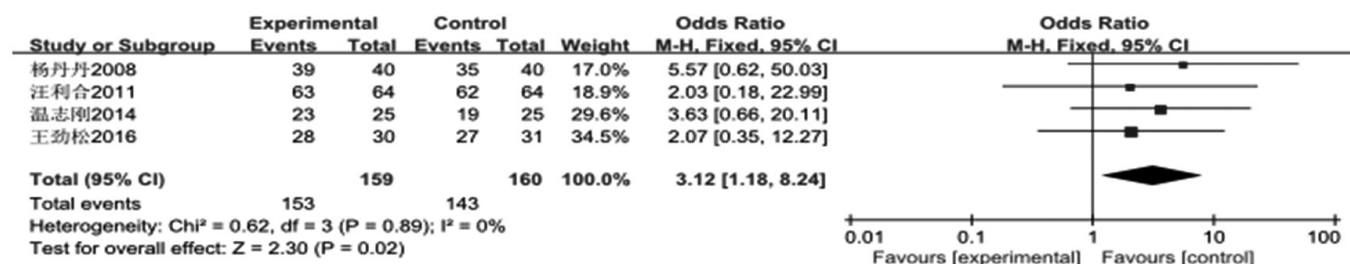 Experimental Control Odds Ratio Odds Ratio
Study or Subgroup Events Total Events Total Weight M-H, Fixed, 95% CI M-H, Fixed, 95% CI
杨丹丹2008 39 40 35 40 17.0% 5.57 [0.62, 50.03]
汪利合2011 63 64 62 64 18.9% 2.03 [0.18, 22.99]
温志刚2014 23 25 19 25 29.6% 3.63 [0.66, 20.11]
王劲松2016 28 30 27 31 34.5% 2.07 [0.35, 12.27]
Total (95% CI) 159 160 100.0% 3.12 [1.18, 8.24]
Total events 153 143
Heterogeneity: Chi² = 0.62, df = 3 (P = 0.89); I² = 0%
Test for overall effect: Z = 2.30 (P = 0.02)
0.01 0.1 1 10 100
Favours [experimental] Favours [control]